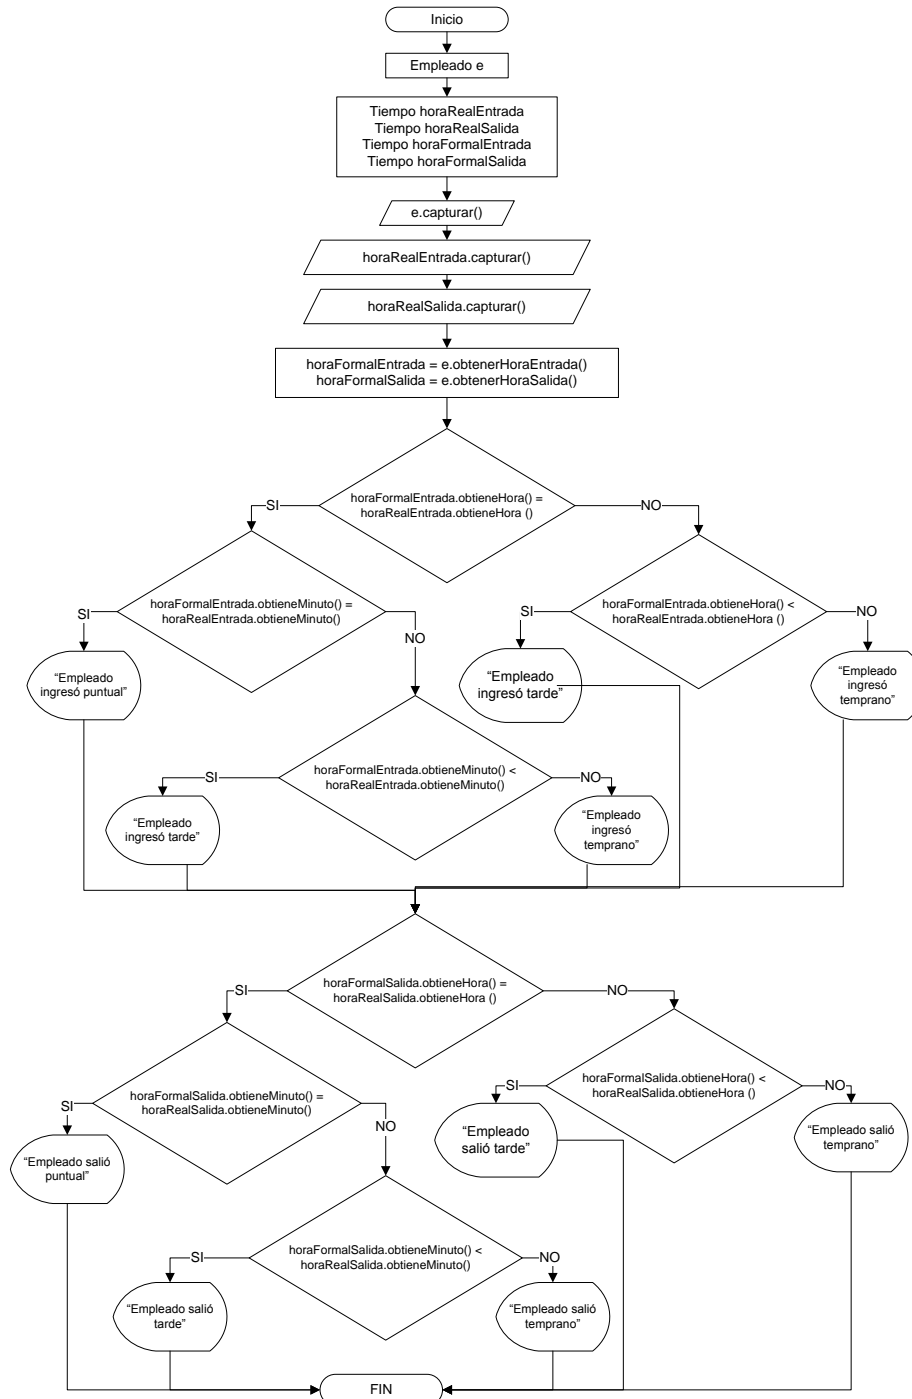 Inicio
Empleado e
Tiempo horaRealEntrada
Tiempo horaRealSalida
Tiempo horaFormalEntrada
Tiempo horaFormalSalida
e.capturar()
horaRealEntrada.capturar()
horaRealSalida.capturar()
horaFormalEntrada = e.obtenerHoraEntrada()
horaFormalSalida = e.obtenerHoraSalida()
horaFormalEntrada.obtieneHora() =
horaRealEntrada.obtieneHora ()
SI
NO
horaFormalEntrada.obtieneMinuto() =
horaRealEntrada.obtieneMinuto()
SI
NO
horaFormalEntrada.obtieneHora() <
horaRealEntrada.obtieneHora ()
SI
NO
“Empleado
ingresó puntual”
“Empleado
ingresó tarde”
“Empleado
ingresó
temprano”
horaFormalEntrada.obtieneMinuto() <
horaRealEntrada.obtieneMinuto()
SI
NO
“Empleado
ingresó tarde”
“Empleado
ingresó
temprano”
horaFormalSalida.obtieneHora() =
horaRealSalida.obtieneHora ()
SI
NO
horaFormalSalida.obtieneMinuto() =
horaRealSalida.obtieneMinuto()
SI
NO
horaFormalSalida.obtieneHora() <
horaRealSalida.obtieneHora ()
SI
NO
“Empleado salió
puntual”
“Empleado
salió tarde”
“Empleado salió
temprano”
horaFormalSalida.obtieneMinuto() <
horaRealSalida.obtieneMinuto()
SI
NO
“Empleado salió
tarde”
“Empleado salió
temprano”
FIN